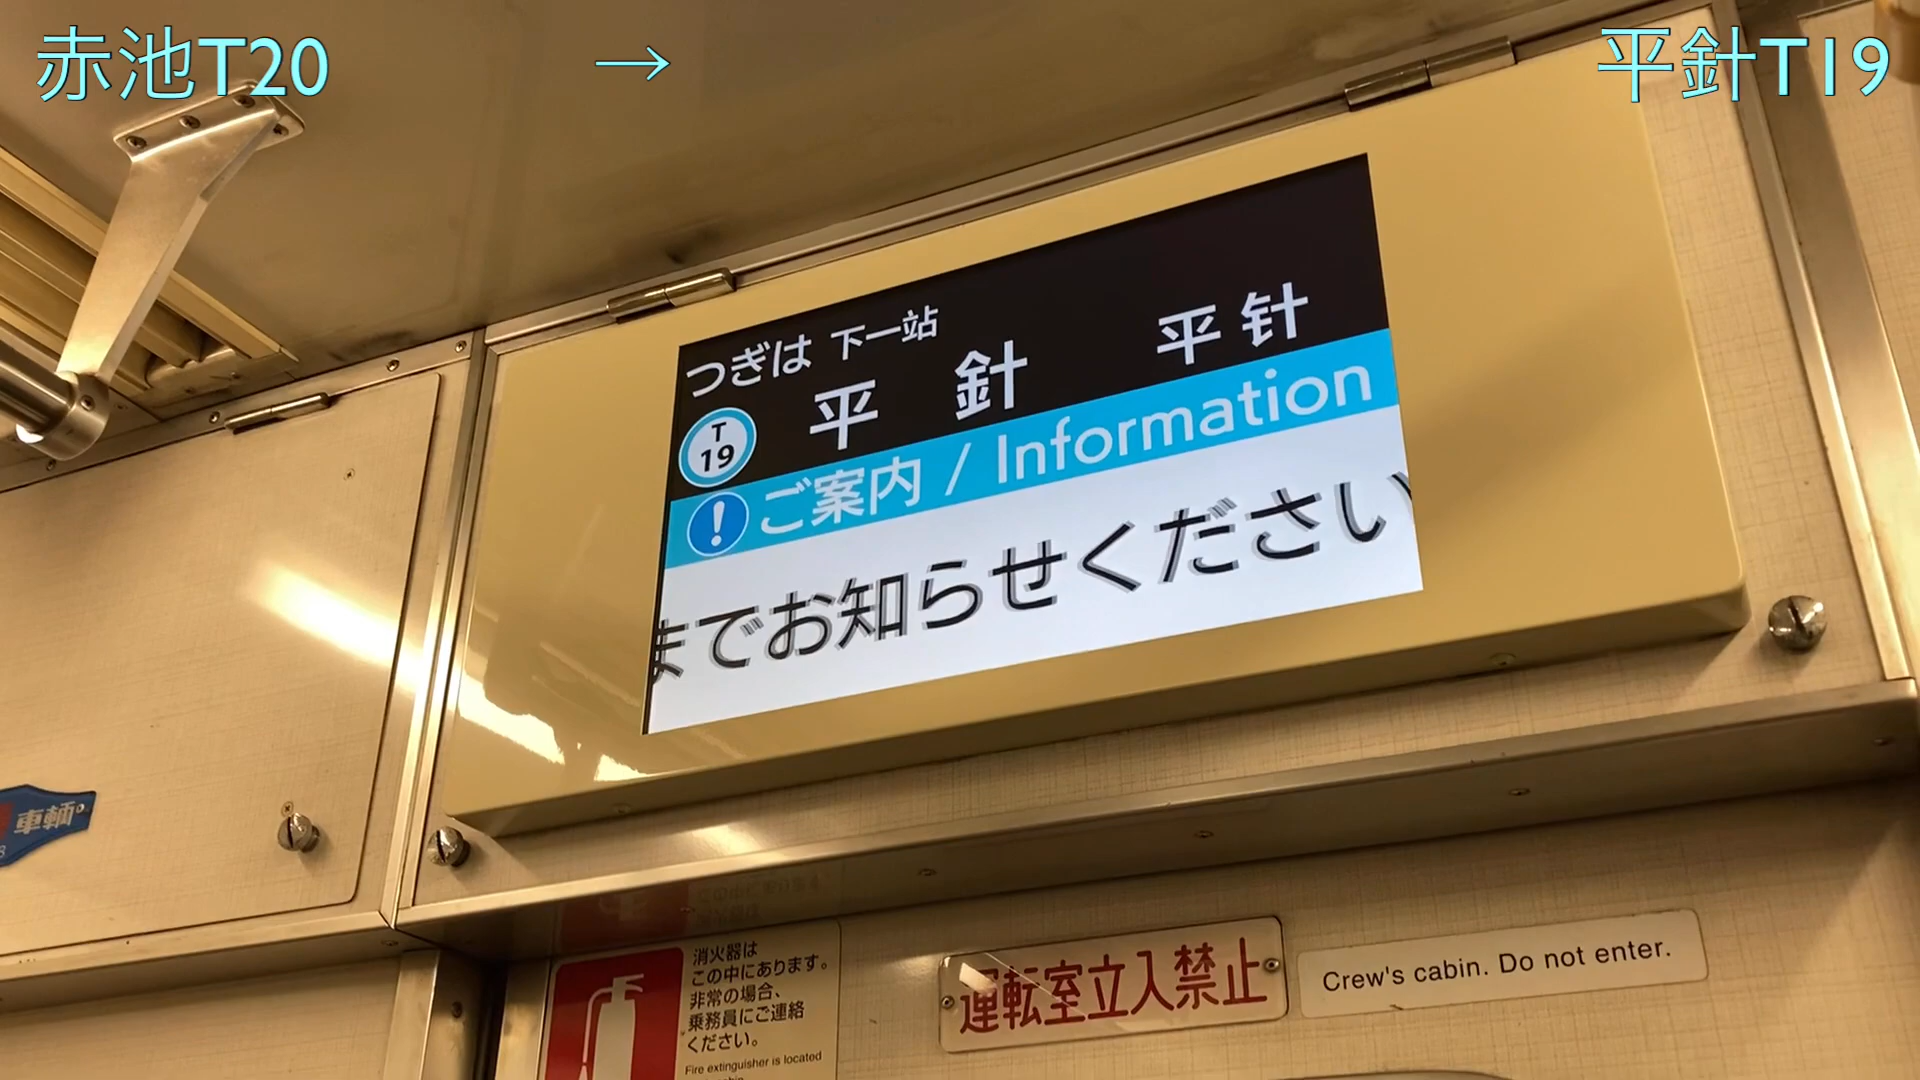 赤池T20 → 平針T19
つぎは 下一站
T
19
平針 平针
! ご案内 / Information
までお知らせください
車輌
消火器は
この中にあります。
非常の場合、
乗務員にご連絡
ください。
Fire extinguisher is located
運転室立入禁止
Crew's cabin. Do not enter.